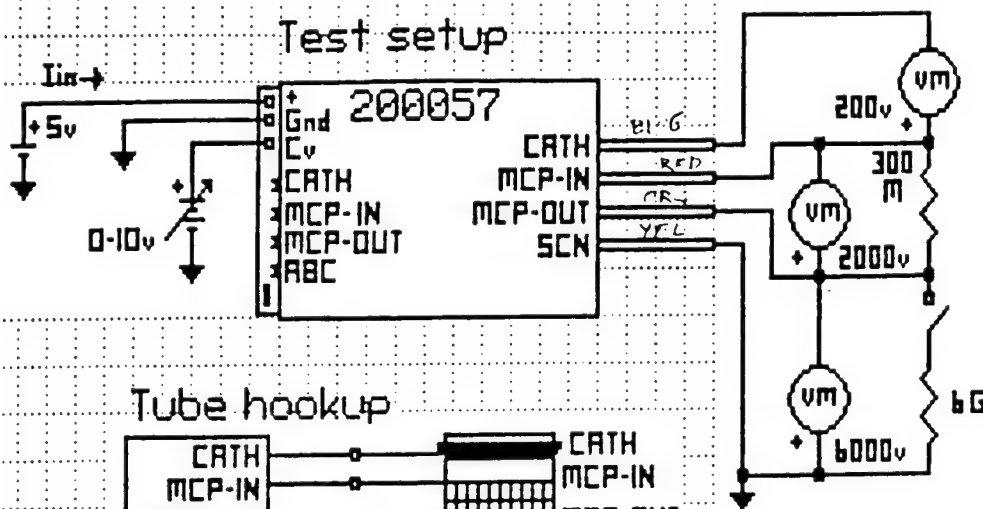 Test setup
Iin→
+ 5v
0-10v
200057
+
Gnd
Cv
CATH
MCP-IN
MCP-OUT
ABC
CATH
MCP-IN
MCP-OUT
SCN
RED
YEL
VM
200v
+
300
M
VM
+
2000v
VM
+
6000v
6G
Tube hookup
CATH
MCP-IN
CATH
MCP-IN